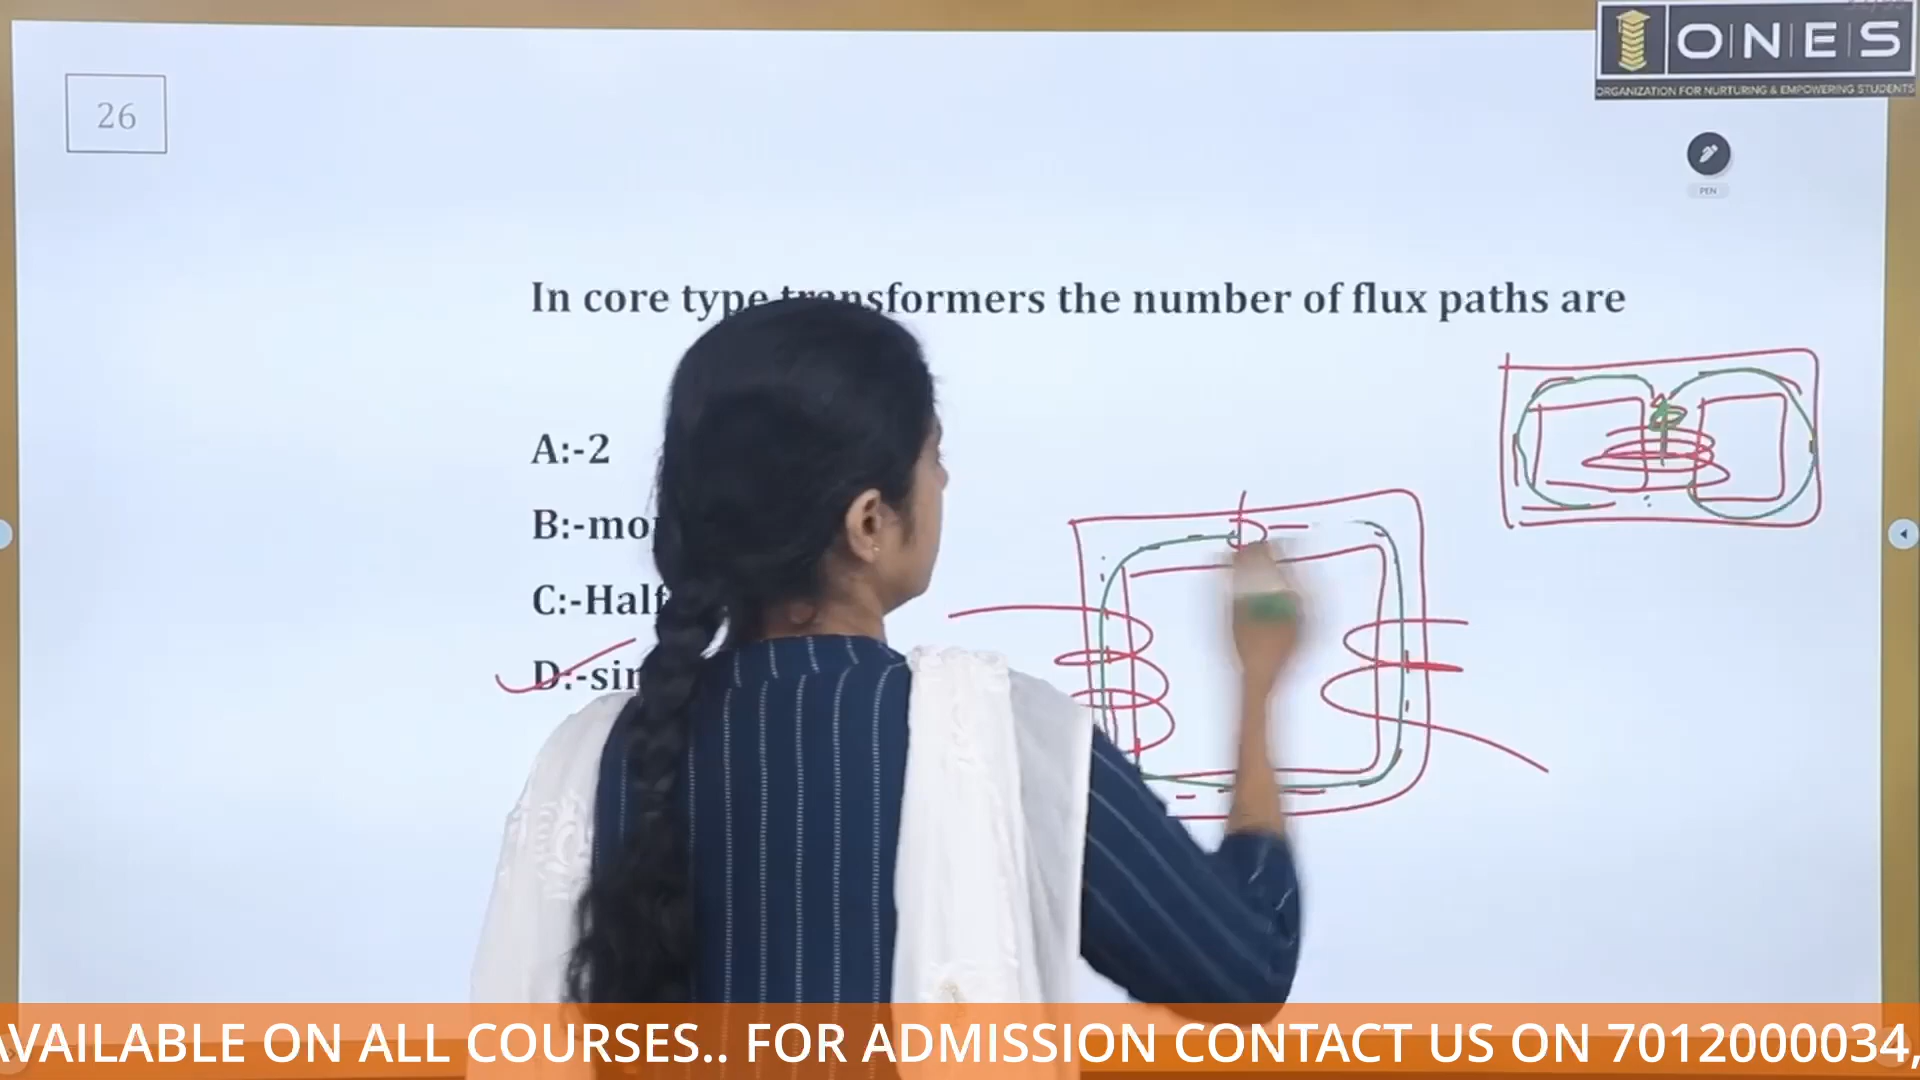 ONES
ORGANIZATION FOR NURTURING & EMPOWERING STUDENTS
26
PEN
In core type transformers the number of flux paths are
A:-2
B:-mo
C:-Half
D:-sin
AVAILABLE ON ALL COURSES.. FOR ADMISSION CONTACT US ON 7012000034,